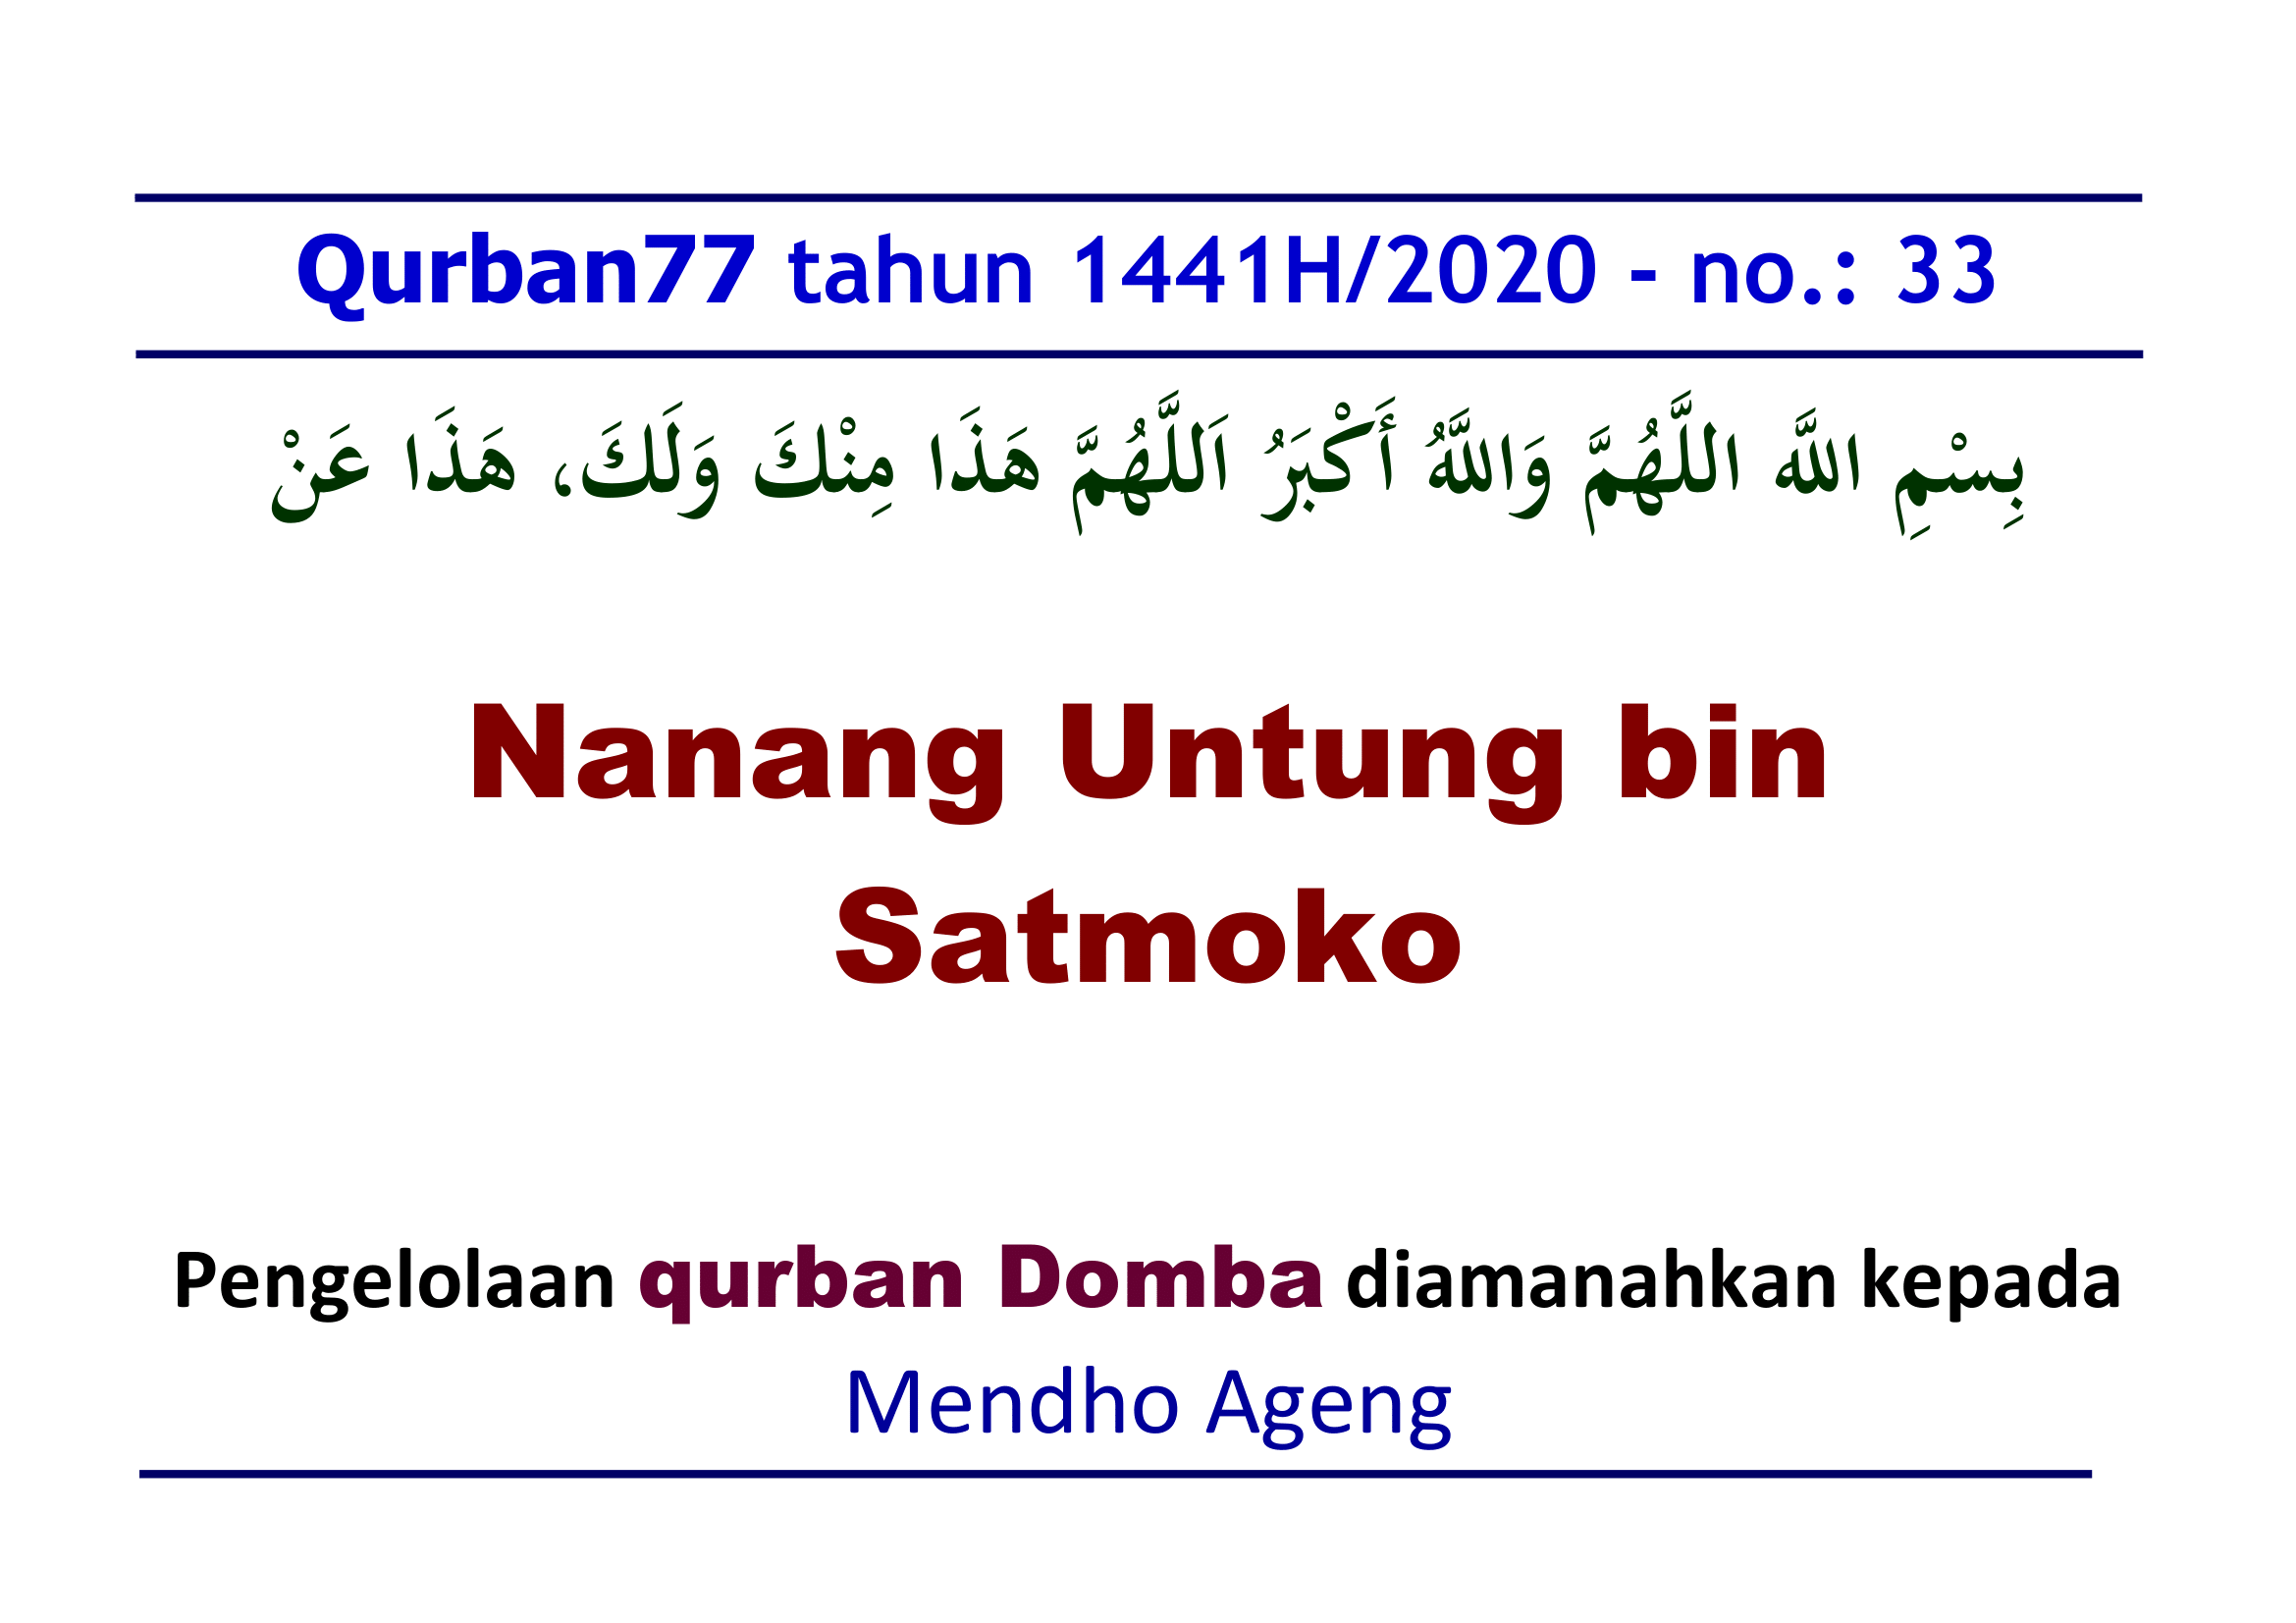 Qurban77 tahun 1441H/2020 - no.: 33
بِسْمِ اللَّه اَللَّهُمَّ وَاللَّهُ أَكْبَرُ اَللَّهُمَّ هَذَا مِنْكَ وَلَكَ، هَذَا عَنْ
Nanang Untung bin
Satmoko
Pengelolaan qurban Domba diamanahkan kepada
Mendho Ageng